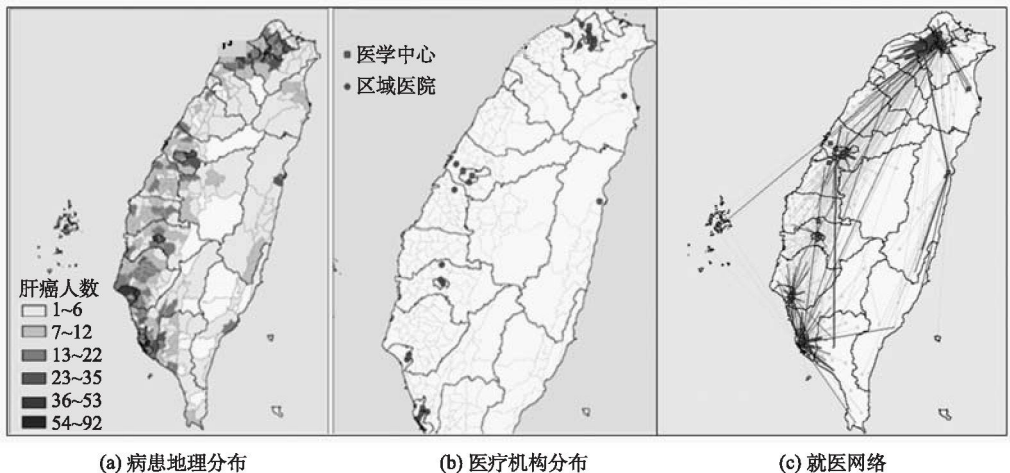 (a)
(b)
(c)
医学中心
区域医院
肝癌人数
1~6
7~12
13~22
23~35
36~53
54~92
(a) 病患地理分布
(b) 医疗机构分布
(c) 就医网络